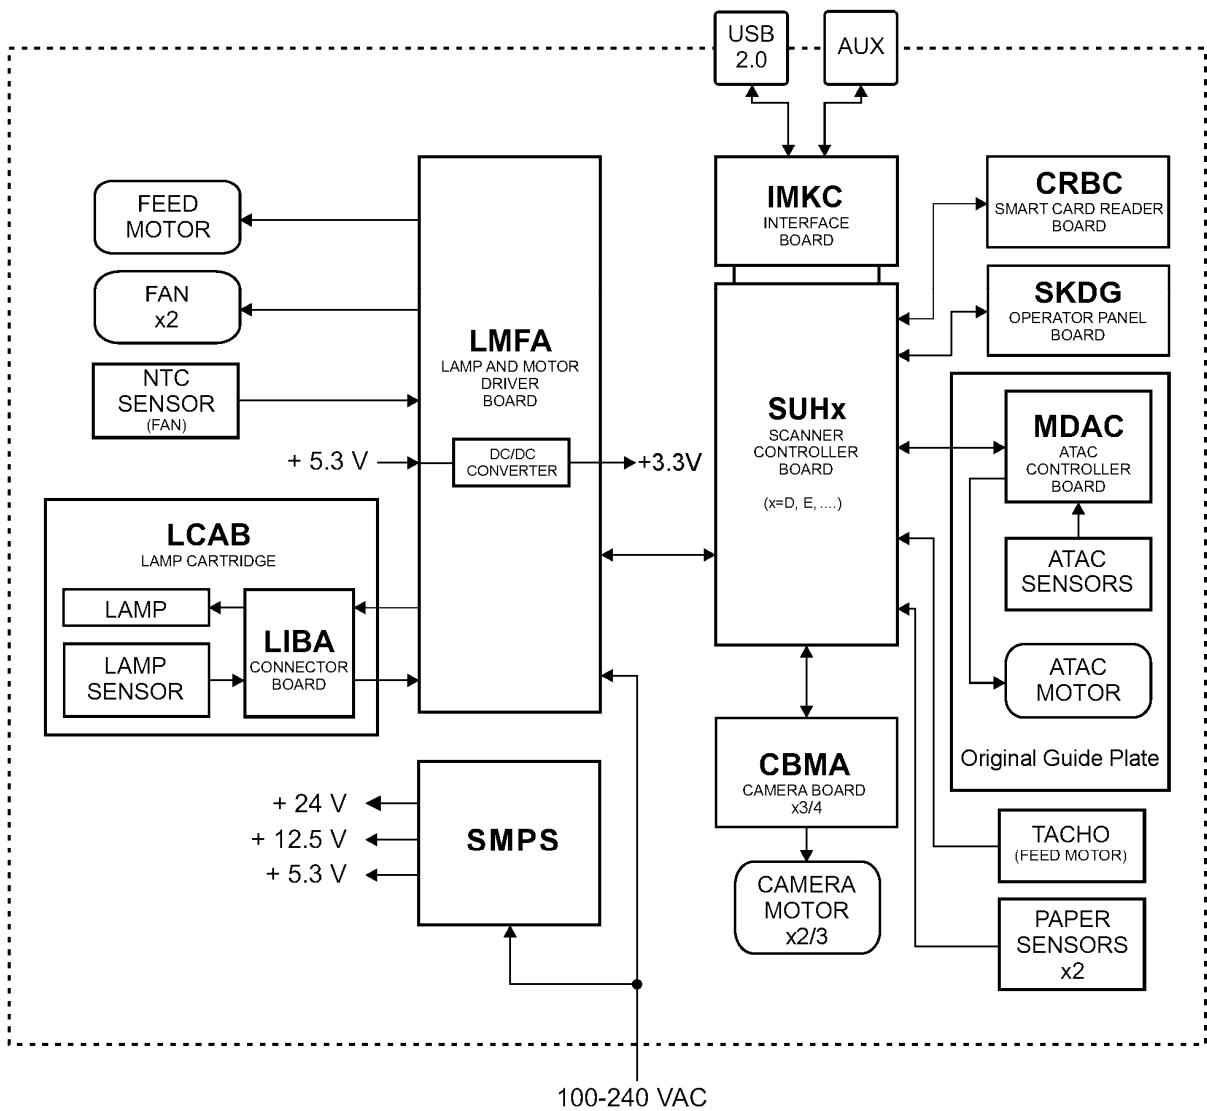 USB
2.0
AUX
FEED
MOTOR
FAN
x2
NTC
SENSOR
(FAN)
LMFA
LAMP AND MOTOR
DRIVER
BOARD
+ 5.3 V
DC/DC
CONVERTER
+3.3V
LCAB
LAMP CARTRIDGE
LAMP
LAMP
SENSOR
LIBA
CONNECTOR
BOARD
+ 24 V
+ 12.5 V
+ 5.3 V
SMPS
100-240 VAC
IMKC
INTERFACE
BOARD
SUHx
SCANNER
CONTROLLER
BOARD
(x=D, E, ....)
CBMA
CAMERA BOARD
x3/4
CAMERA
MOTOR
x2/3
CRBC
SMART CARD READER
BOARD
SKDG
OPERATOR PANEL
BOARD
MDAC
ATAC
CONTROLLER
BOARD
ATAC
SENSORS
ATAC
MOTOR
Original Guide Plate
TACHO
(FEED MOTOR)
PAPER
SENSORS
x2